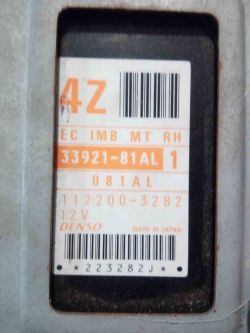 4Z
EC IMB MT RH
33921-81AL 1
081AL
112200-3282
12V
DENSO MADE IN JAPAN
*223282J*